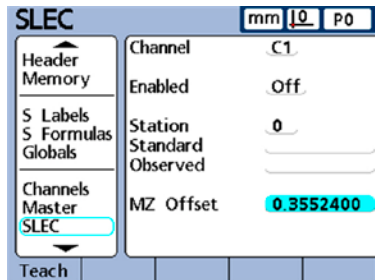 SLEC mm 0 P0
Header
Memory
S Labels
S Formulas
Globals
Channels
Master
SLEC
Channel C1
Enabled Off
Station 0
Standard
Observed
MZ Offset 0.3552400
Teach